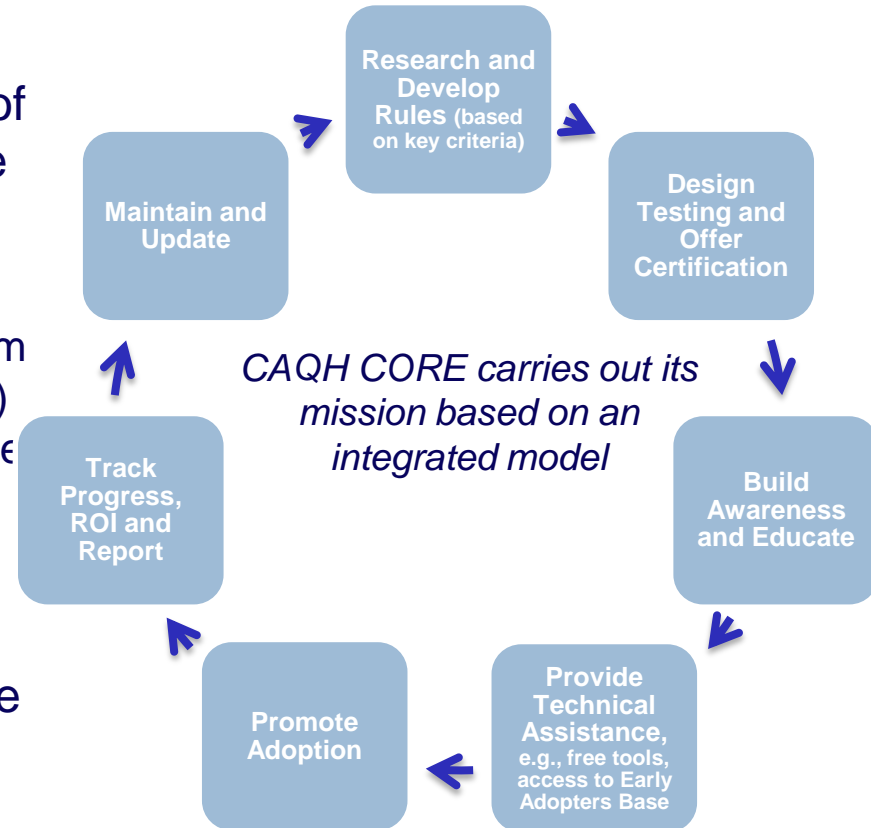 of
e
m
)
e
e
Research and
Develop
Rules (based
on key criteria)
Design
Testing and
Offer
Certification
Build
Awareness
and Educate
Provide
Technical
Assistance,
e.g., free tools,
access to Early
Adopters Base
Promote
Adoption
Track
Progress,
ROI and
Report
Maintain and
Update
CAQH CORE carries out its
mission based on an
integrated model